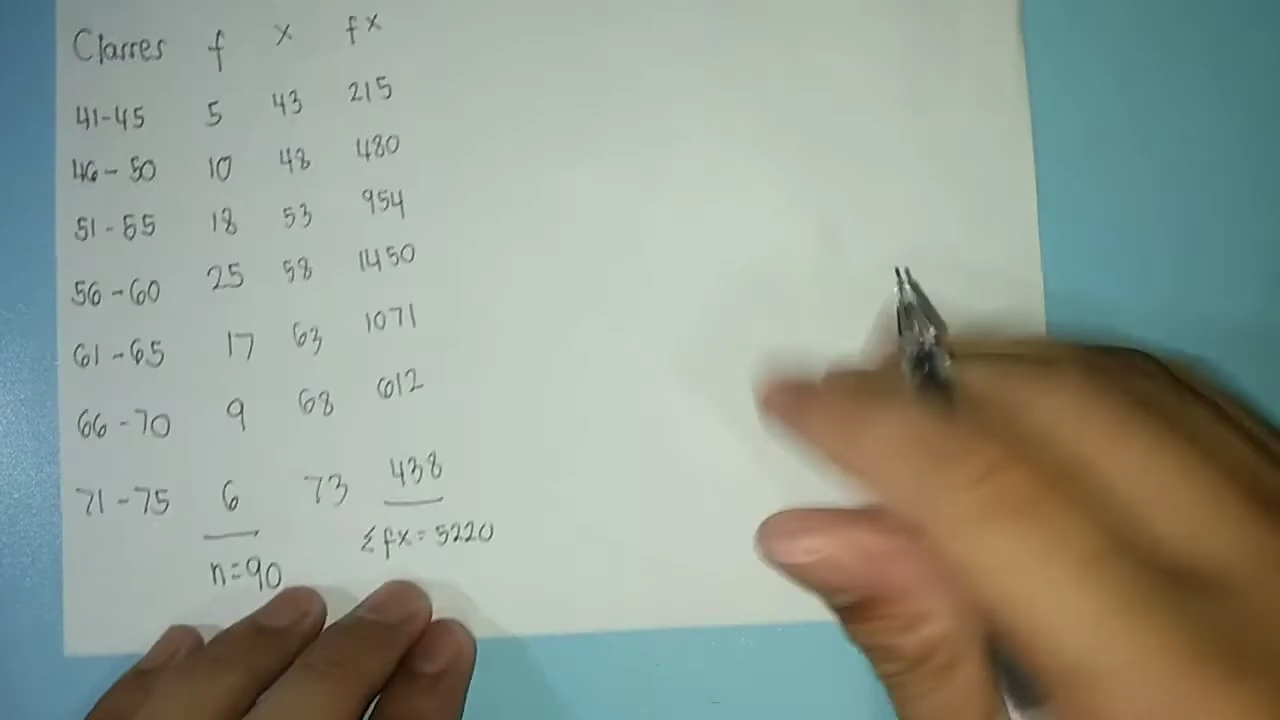 Classes f x fx
41-45 5 43 215
46-50 10 48 480
51-55 18 53 954
56-60 25 58 1450
61-65 17 63 1071
66-70 9 68 612
71-75 6 73 438
n=90 Σfx=5220